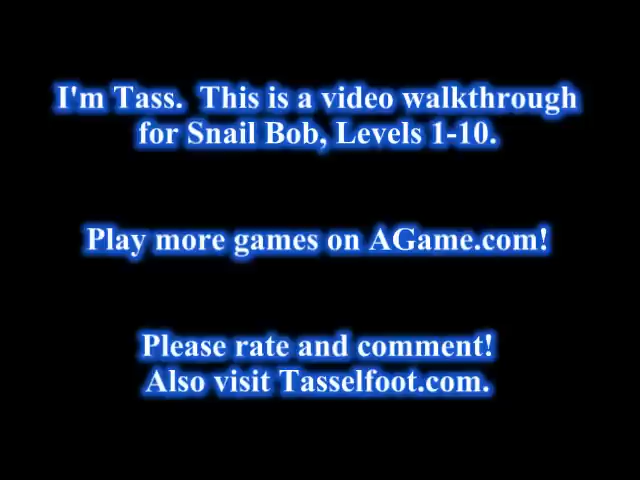 I'm Tass.  This is a video walkthrough
for Snail Bob, Levels 1-10.
Play more games on AGame.com!
Please rate and comment!
Also visit Tasselfoot.com.